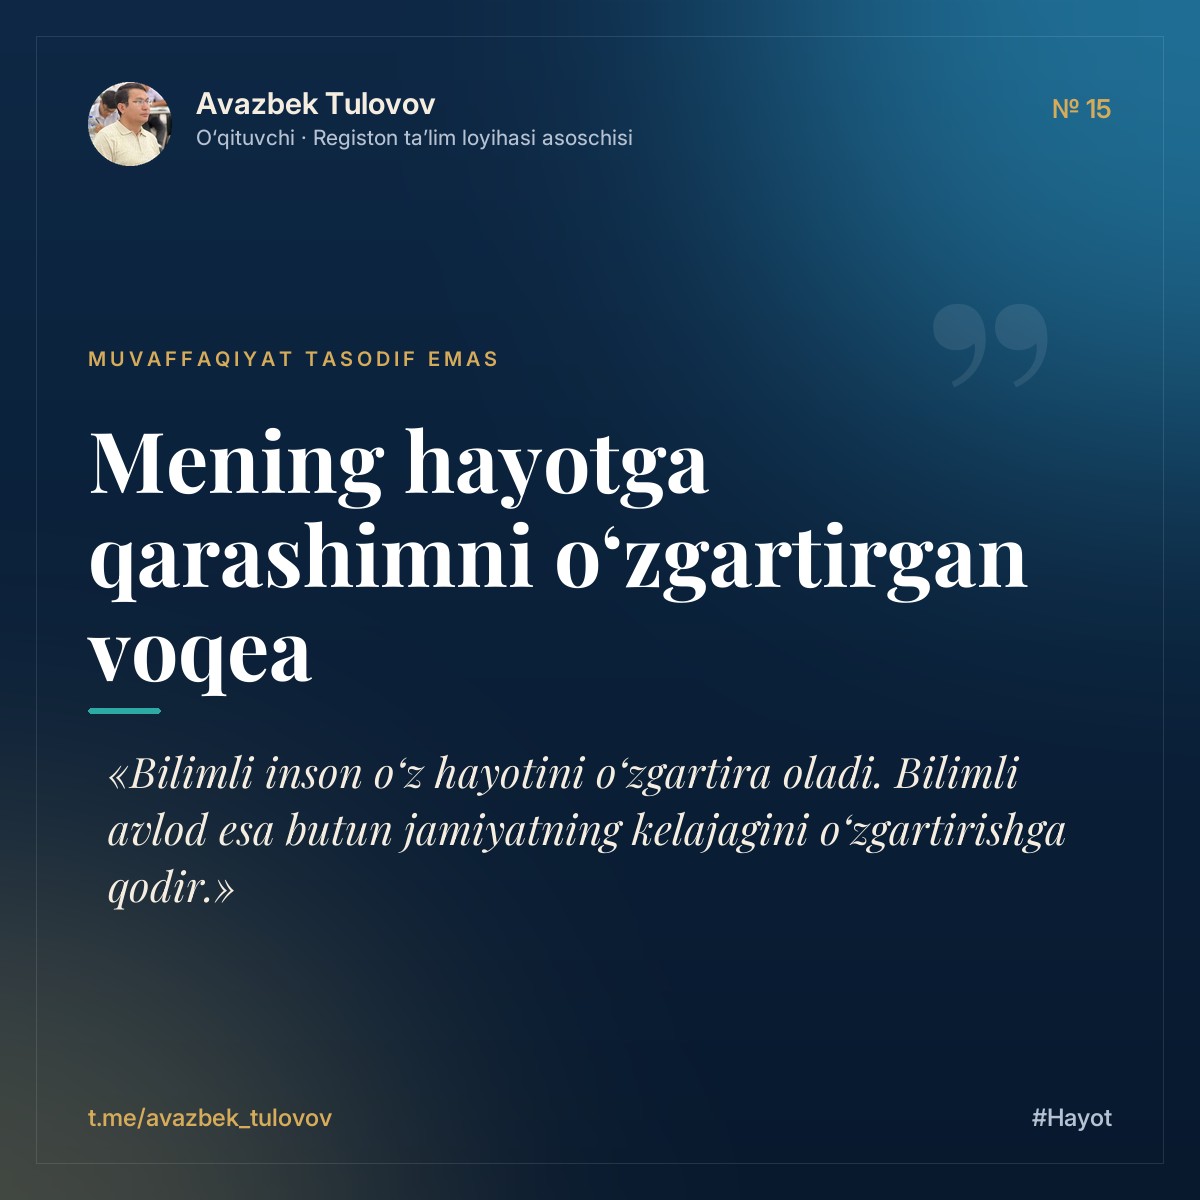 Avazbek Tulovov
O‘qituvchi · Registon ta’lim loyihasi asoschisi
№ 15
”
MUVAFFAQIYAT TASODIF EMAS
Mening hayotga
qarashimni o‘zgartirgan
voqea
«Bilimli inson o‘z hayotini o‘zgartira oladi. Bilimli
avlod esa butun jamiyatning kelajagini o‘zgartirishga
qodir.»
t.me/avazbek_tulovov
#Hayot